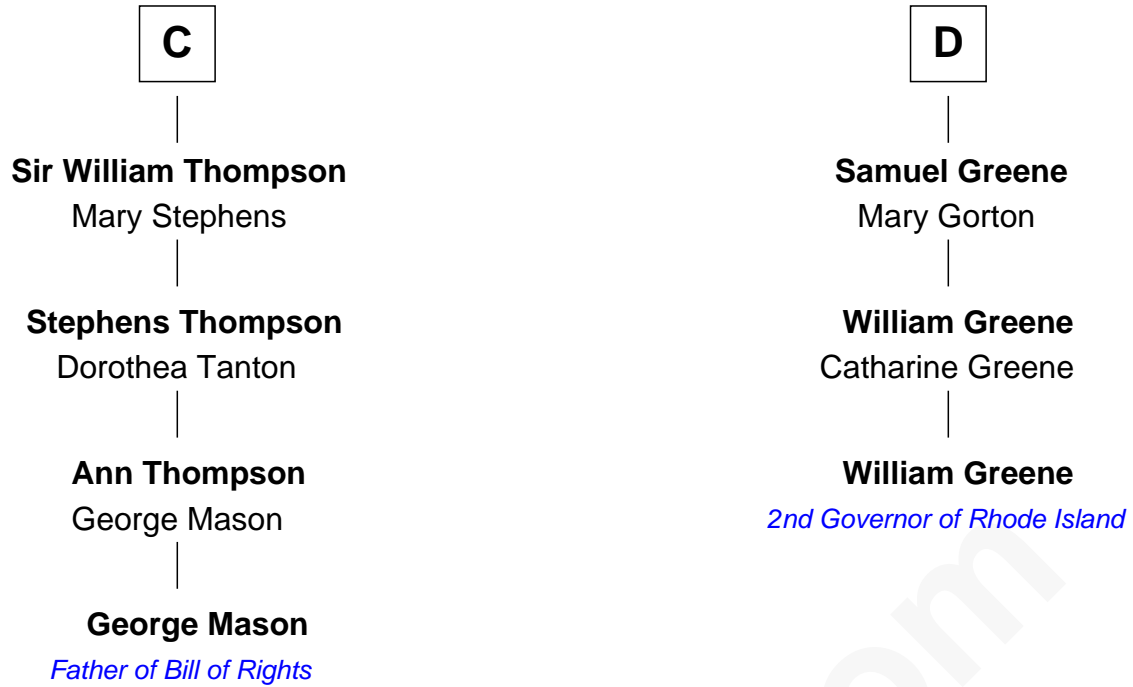 C
Sir William Thompson
Mary Stephens
Stephens Thompson
Dorothea Tanton
Ann Thompson
George Mason
George Mason
Father of Bill of Rights
D
Samuel Greene
Mary Gorton
William Greene
Catharine Greene
William Greene
2nd Governor of Rhode Island
om